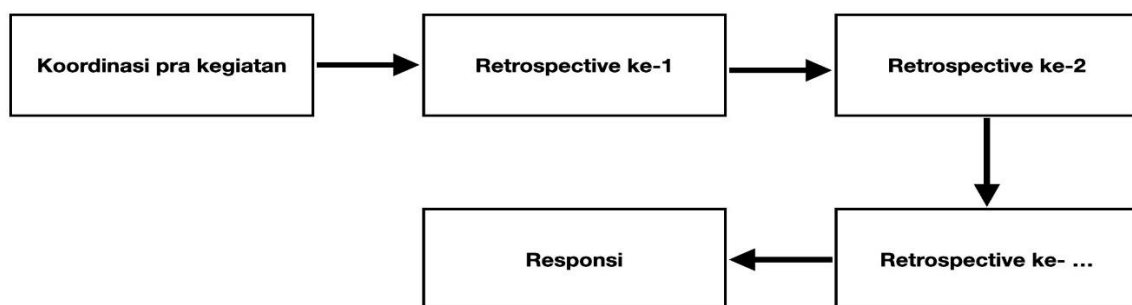 Koordinasi pra kegiatan
Retrospective ke-1
Retrospective ke-2
Retrospective ke- ...
Responsi